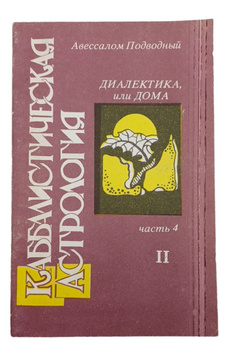 Авессалом Подводный
ДИАЛЕКТИКА,
или ДОМА
часть 4
II
КАББАЛИСТИЧЕСКАЯ
АСТРОЛОГИЯ